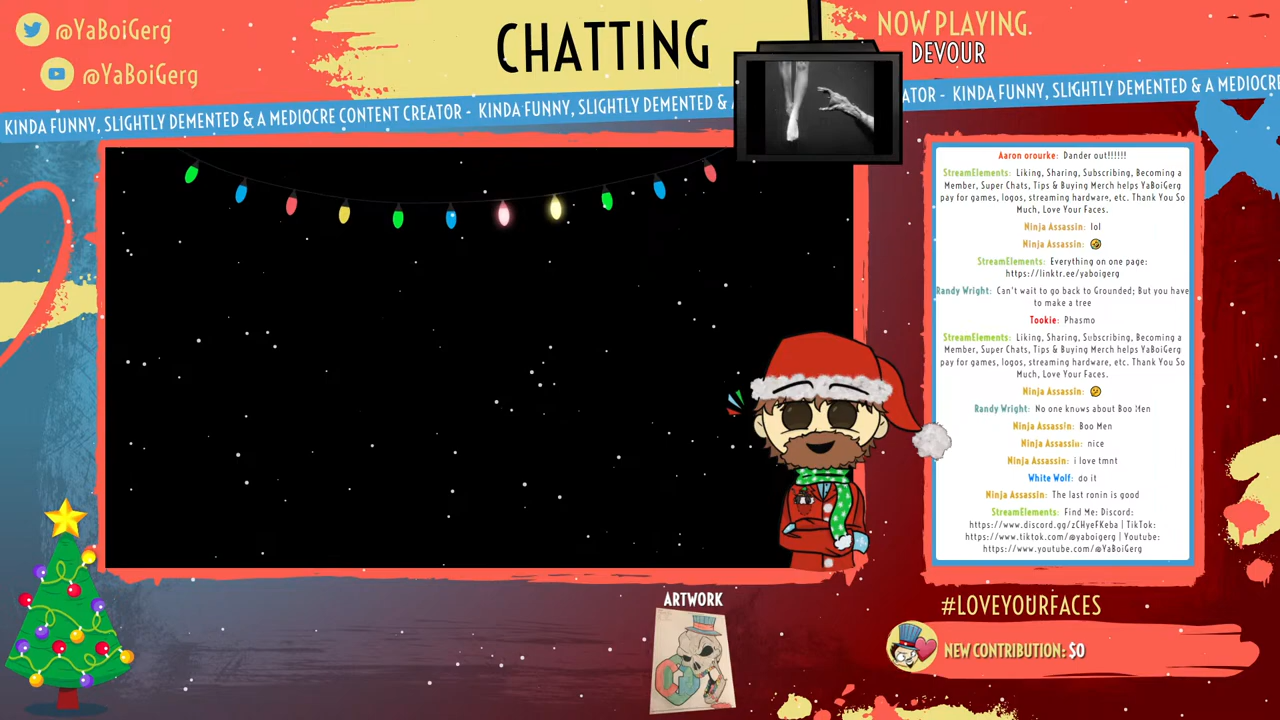 @YaBoiGerg
@YaBoiGerg
CHATTING
NOW PLAYING.
DEVOUR
KINDA FUNNY, SLIGHTLY DEMENTED & A MEDIOCRE CONTENT CREATOR - KINDA FUNNY, SLIGHTLY DEMENTED &
ATOR - KINDA FUNNY, SLIGHTLY DEMENTED & A MEDIOCRE
Aaron orourke: Dander out!!!!!!
StreamElements: Liking, Sharing, Subscribing, Becoming a
Member, Super Chats, Tips & Buying Merch helps YaBoiGerg
pay for games, logos, streaming hardware, etc. Thank You So
Much, Love Your Faces.
Ninja Assassin: lol
Ninja Assassin: 🤣
StreamElements: Everything on one page:
https://linktr.ee/yaboigerg
Randy Wright: Can't wait to go back to Grounded; But you have
to make a tree
Tookie: Phasmo
StreamElements: Liking, Sharing, Subscribing, Becoming a
Member, Super Chats, Tips & Buying Merch helps YaBoiGerg
pay for games, logos, streaming hardware, etc. Thank You So
Much, Love Your Faces.
Ninja Assassin:
Randy Wright: No one knows about Boo Men
Ninja Assassin: Boo Men
Ninja Assassin: nice
Ninja Assassin: i love tmnt
White Wolf: do it
Ninja Assassin: The last ronin is good
StreamElements: Find Me: Discord:
https://www.discord.gg/zCHyeFKeba | TikTok:
https://www.tiktok.com/@yaboigerg | Youtube:
https://www.youtube.com/@YaBoiGerg
ARTWORK
#LOVEYOURFACES
NEW CONTRIBUTION: $0